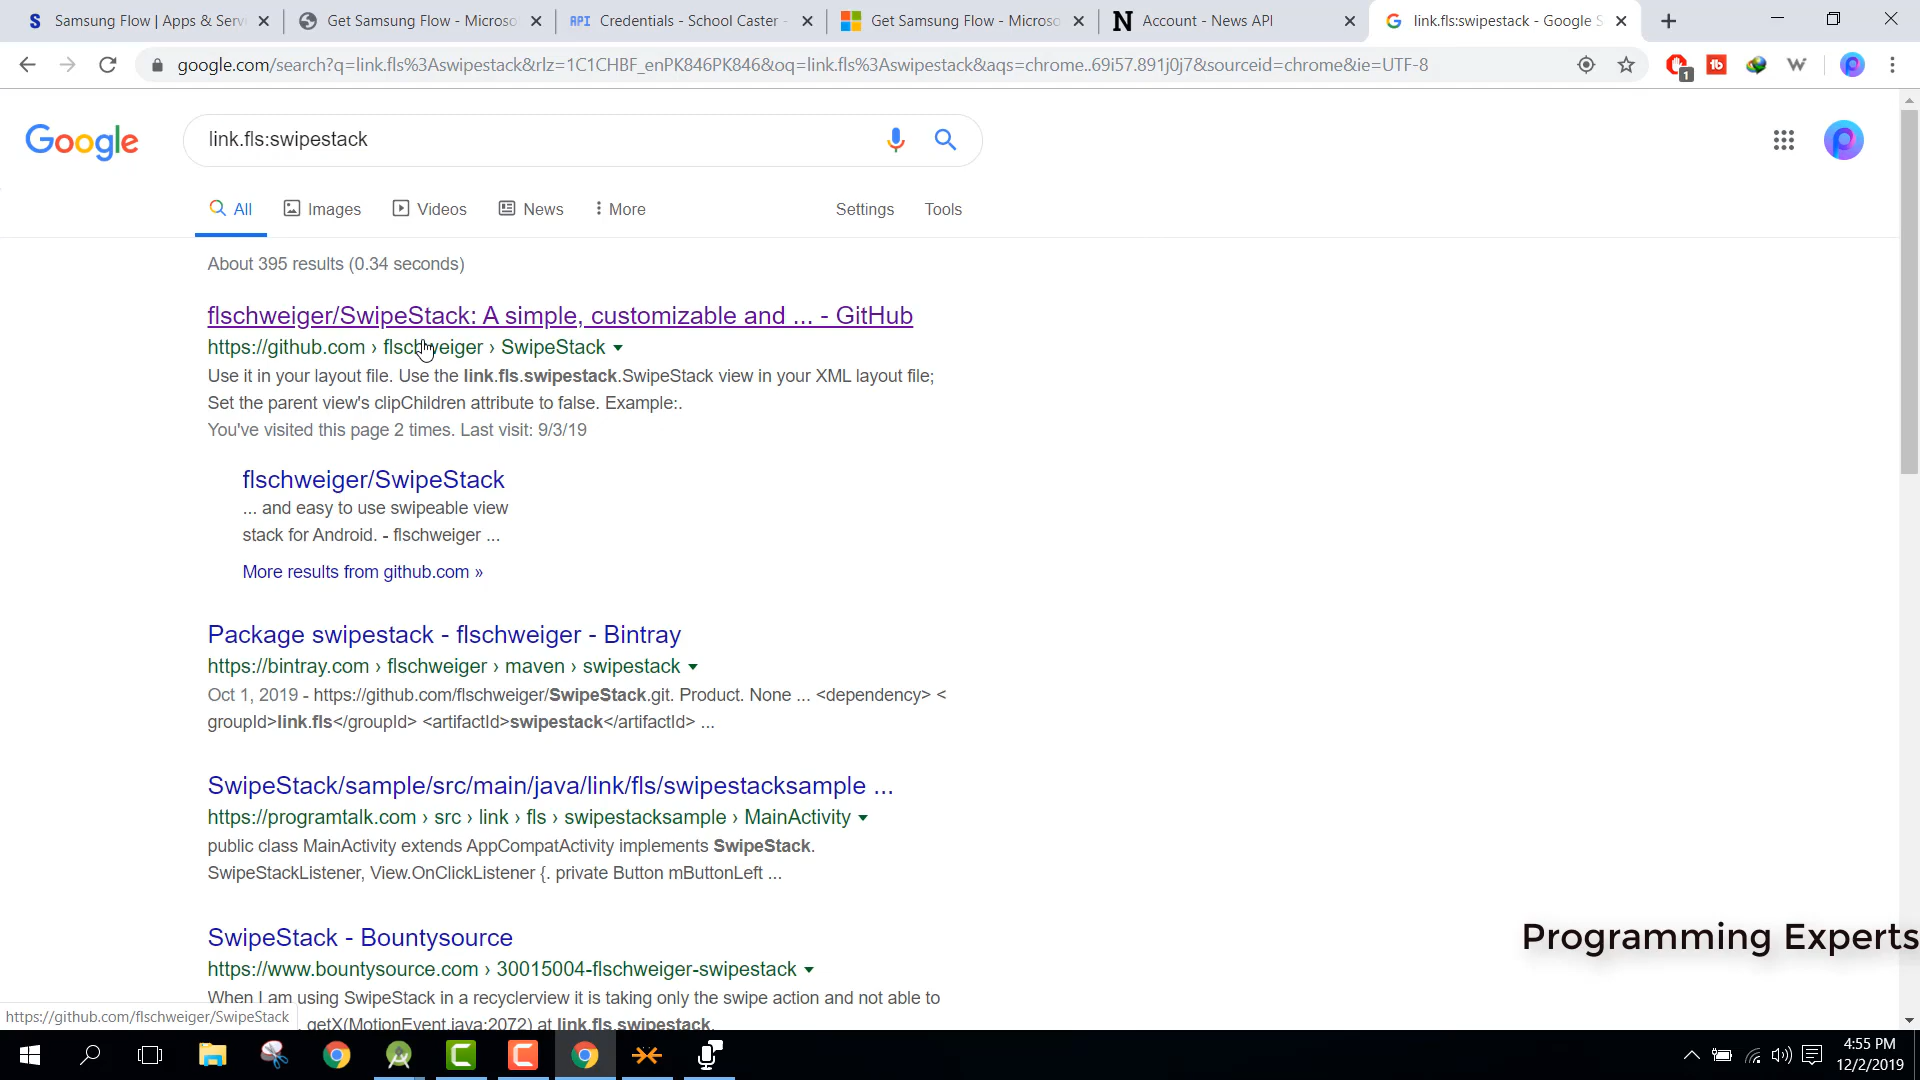 Samsung Flow | Apps & Serv
Get Samsung Flow - Microso
API Credentials - School Caster -
Get Samsung Flow - Microso
N Account - News API
link.fls:swipestack - Google S
google.com/search?q=link.fls%3Aswipestack&rlz=1C1CHBF_enPK846PK846&oq=link.fls%3Aswipestack&aqs=chrome..69i57.891j0j7&sourceid=chrome&ie=UTF-8
Google
link.fls:swipestack
All
Images
Videos
News
More
Settings
Tools
About 395 results (0.34 seconds)
flschweiger/SwipeStack: A simple, customizable and ... - GitHub
https://github.com › flschweiger › SwipeStack
Use it in your layout file. Use the link.fls.swipestack.SwipeStack view in your XML layout file;
Set the parent view's clipChildren attribute to false. Example:.
You've visited this page 2 times. Last visit: 9/3/19
flschweiger/SwipeStack
... and easy to use swipeable view
stack for Android. - flschweiger ...
More results from github.com »
Package swipestack - flschweiger - Bintray
https://bintray.com › flschweiger › maven › swipestack
Oct 1, 2019 - https://github.com/flschweiger/SwipeStack.git. Product. None ... <dependency> <
groupId>link.fls</groupId> <artifactId>swipestack</artifactId> ...
SwipeStack/sample/src/main/java/link/fls/swipestacksample ...
https://programtalk.com › src › link › fls › swipestacksample › MainActivity
public class MainActivity extends AppCompatActivity implements SwipeStack.
SwipeStackListener, View.OnClickListener {. private Button mButtonLeft ...
Programming Experts
SwipeStack - Bountysource
https://www.bountysource.com › 30015004-flschweiger-swipestack
When I am using SwipeStack in a recyclerview it is taking only the swipe action and not able to
https://github.com/flschweiger/SwipeStack
getX(MotionEvent.java:2072) at link.fls.swipestack.
4:55 PM
12/2/2019